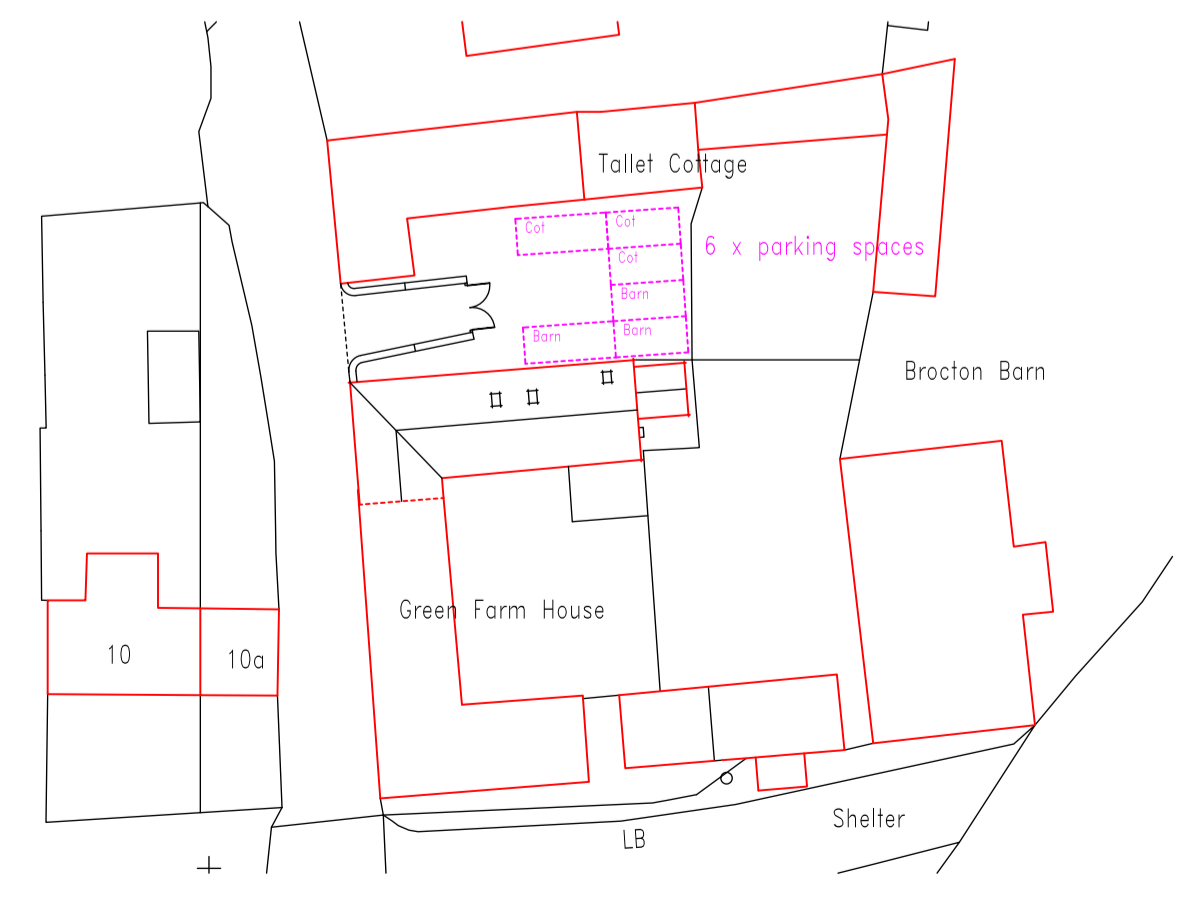 Tallet Cottage
Cot
Cot
6 x parking spaces
Cot
Barn
Barn
Barn
Brocton Barn
Green Farm House
10
10a
Shelter
LB